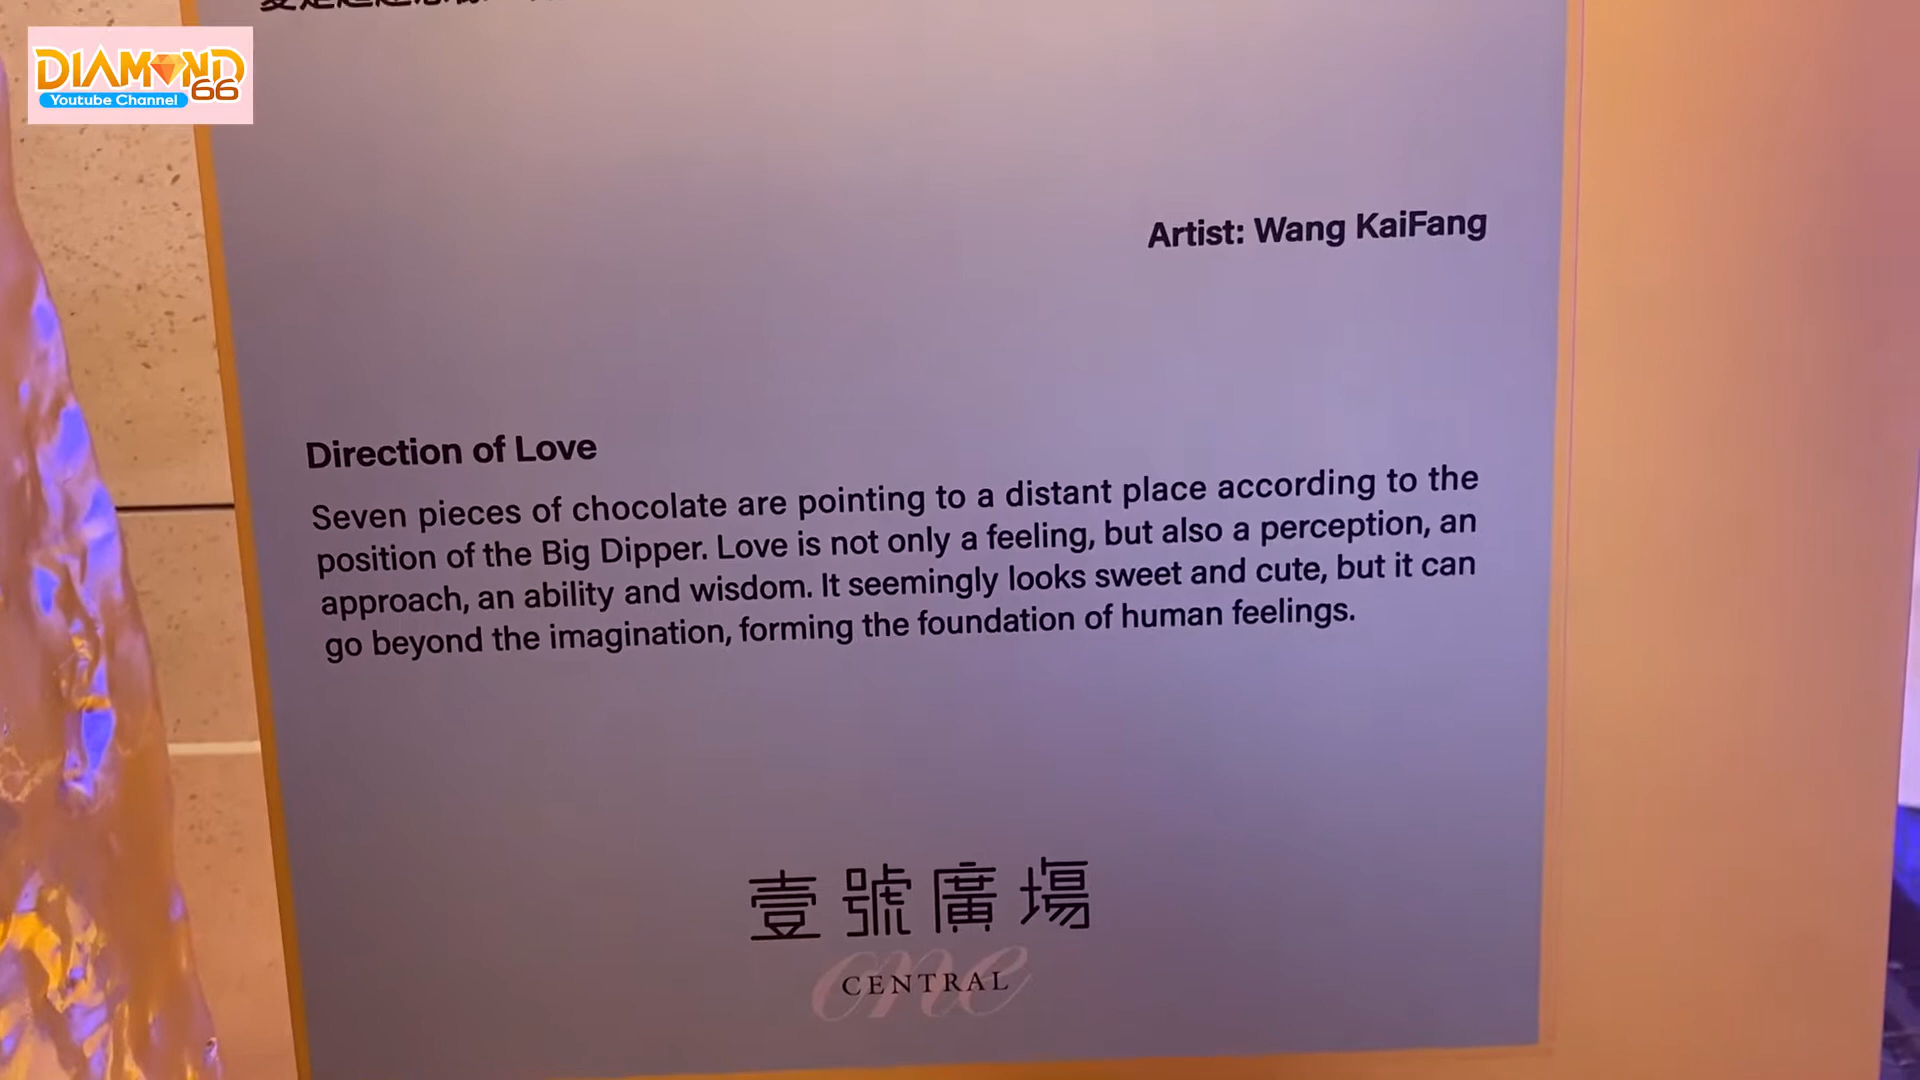 DIAMOND 66
Youtube Channel
Artist: Wang KaiFang
Direction of Love
Seven pieces of chocolate are pointing to a distant place according to the
position of the Big Dipper. Love is not only a feeling, but also a perception, an
approach, an ability and wisdom. It seemingly looks sweet and cute, but it can
go beyond the imagination, forming the foundation of human feelings.
壹號廣場
one
CENTRAL